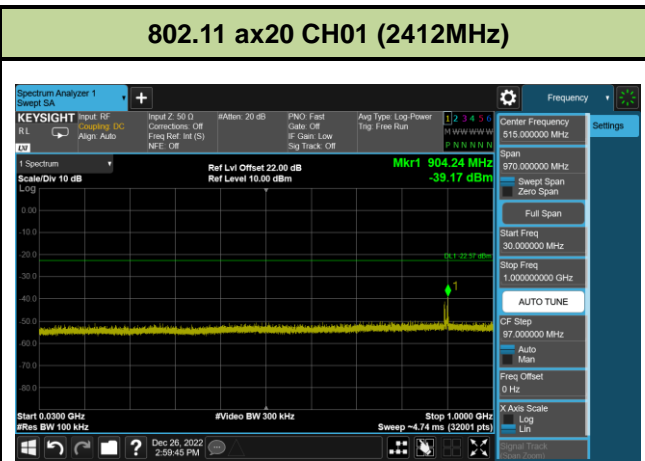 802.11 ax20 CH01 (2412MHz)
Spectrum Analyzer 1
Swept SA
Frequency
KEYSIGHT
RL
LXI
Input: RF
Coupling: DC
Align: Auto
Input Z: 50 Ω
Corrections: Off
Freq Ref: Int (S)
NFE: Off
#Atten: 20 dB
PNO: Fast
Gate: Off
IF Gain: Low
Sig Track: Off
Avg Type: Log-Power
Trig: Free Run
1 2 3 4 5 6
M W W W W W
P N N N N N
1 Spectrum
Scale/Div 10 dB
Log
Ref Lvl Offset 22.00 dB
Ref Level 10.00 dBm
Mkr1 904.24 MHz
-39.17 dBm
0.00
-10.0
-20.0
-30.0
-40.0
-50.0
-60.0
-70.0
-80.0
DL1 -22.57 dBm
1
Start 0.0300 GHz
#Res BW 100 kHz
#Video BW 300 kHz
Stop 1.0000 GHz
Sweep ~4.74 ms (32001 pts)
Center Frequency
515.000000 MHz
Settings
Span
970.000000 MHz
Swept Span
Zero Span
Full Span
Start Freq
30.000000 MHz
Stop Freq
1.000000000 GHz
AUTO TUNE
CF Step
97.000000 MHz
Auto
Man
Freq Offset
0 Hz
X Axis Scale
Log
Lin
Signal Track
(Span Zoom)
Dec 26, 2022
2:59:45 PM